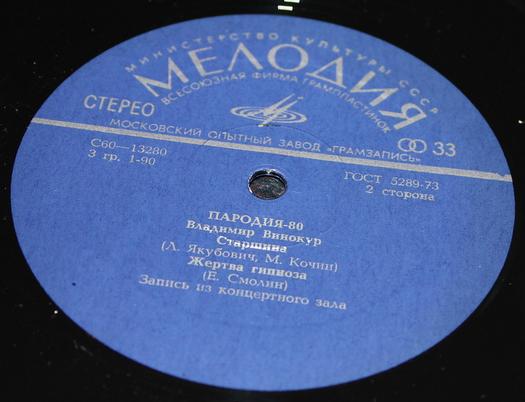 МИНИСТЕРСТВО КУЛЬТУРЫ СССР
МЕЛОДИЯ
ВСЕСОЮЗНАЯ ФИРМА ГРАМПЛАСТИНОК
СТЕРЕО
33
МОСКОВСКИЙ ОПЫТНЫЙ ЗАВОД „ГРАМЗАПИСЬ"
С60—13280
3 гр. 1-90
ГОСТ 5289-73
2 сторона
ПАРОДИЯ-80
Владимир Винокур
Старшина
(Л. Якубович, М. Кочин)
Жертва гипноза
(Е. Смолин)
Запись из концертного зала